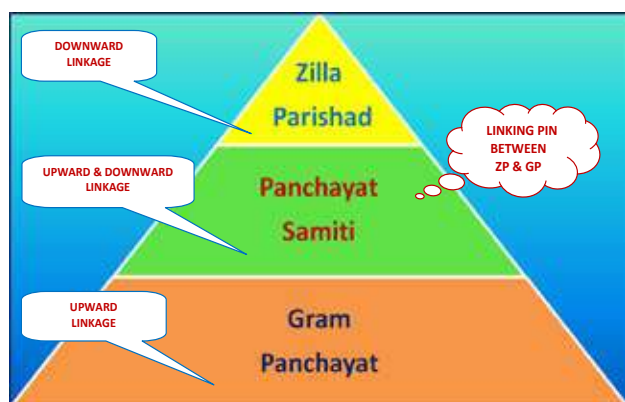 DOWNWARD
LINKAGE
Zilla
Parishad
LINKING PIN
BETWEEN
ZP & GP
UPWARD & DOWNWARD
LINKAGE
Panchayat
Samiti
UPWARD
LINKAGE
Gram
Panchayat